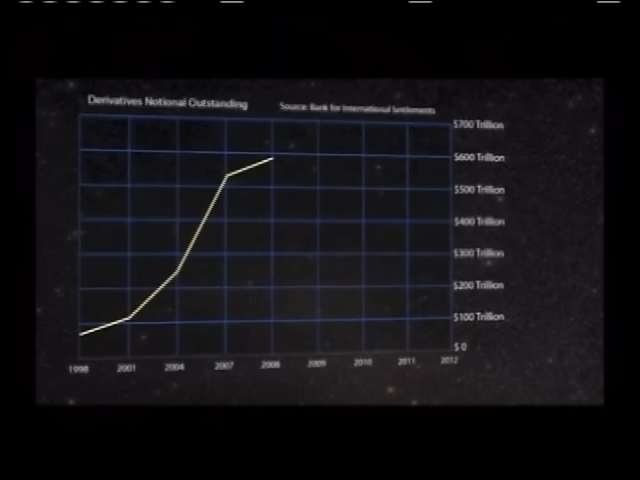 Derivatives Notional Outstanding
Source: Bank for International Settlements
$700 Trillion
$600 Trillion
$500 Trillion
$400 Trillion
$300 Trillion
$200 Trillion
$100 Trillion
$ 0
1998 2001 2004 2007 2008 2009 2010 2011 2012